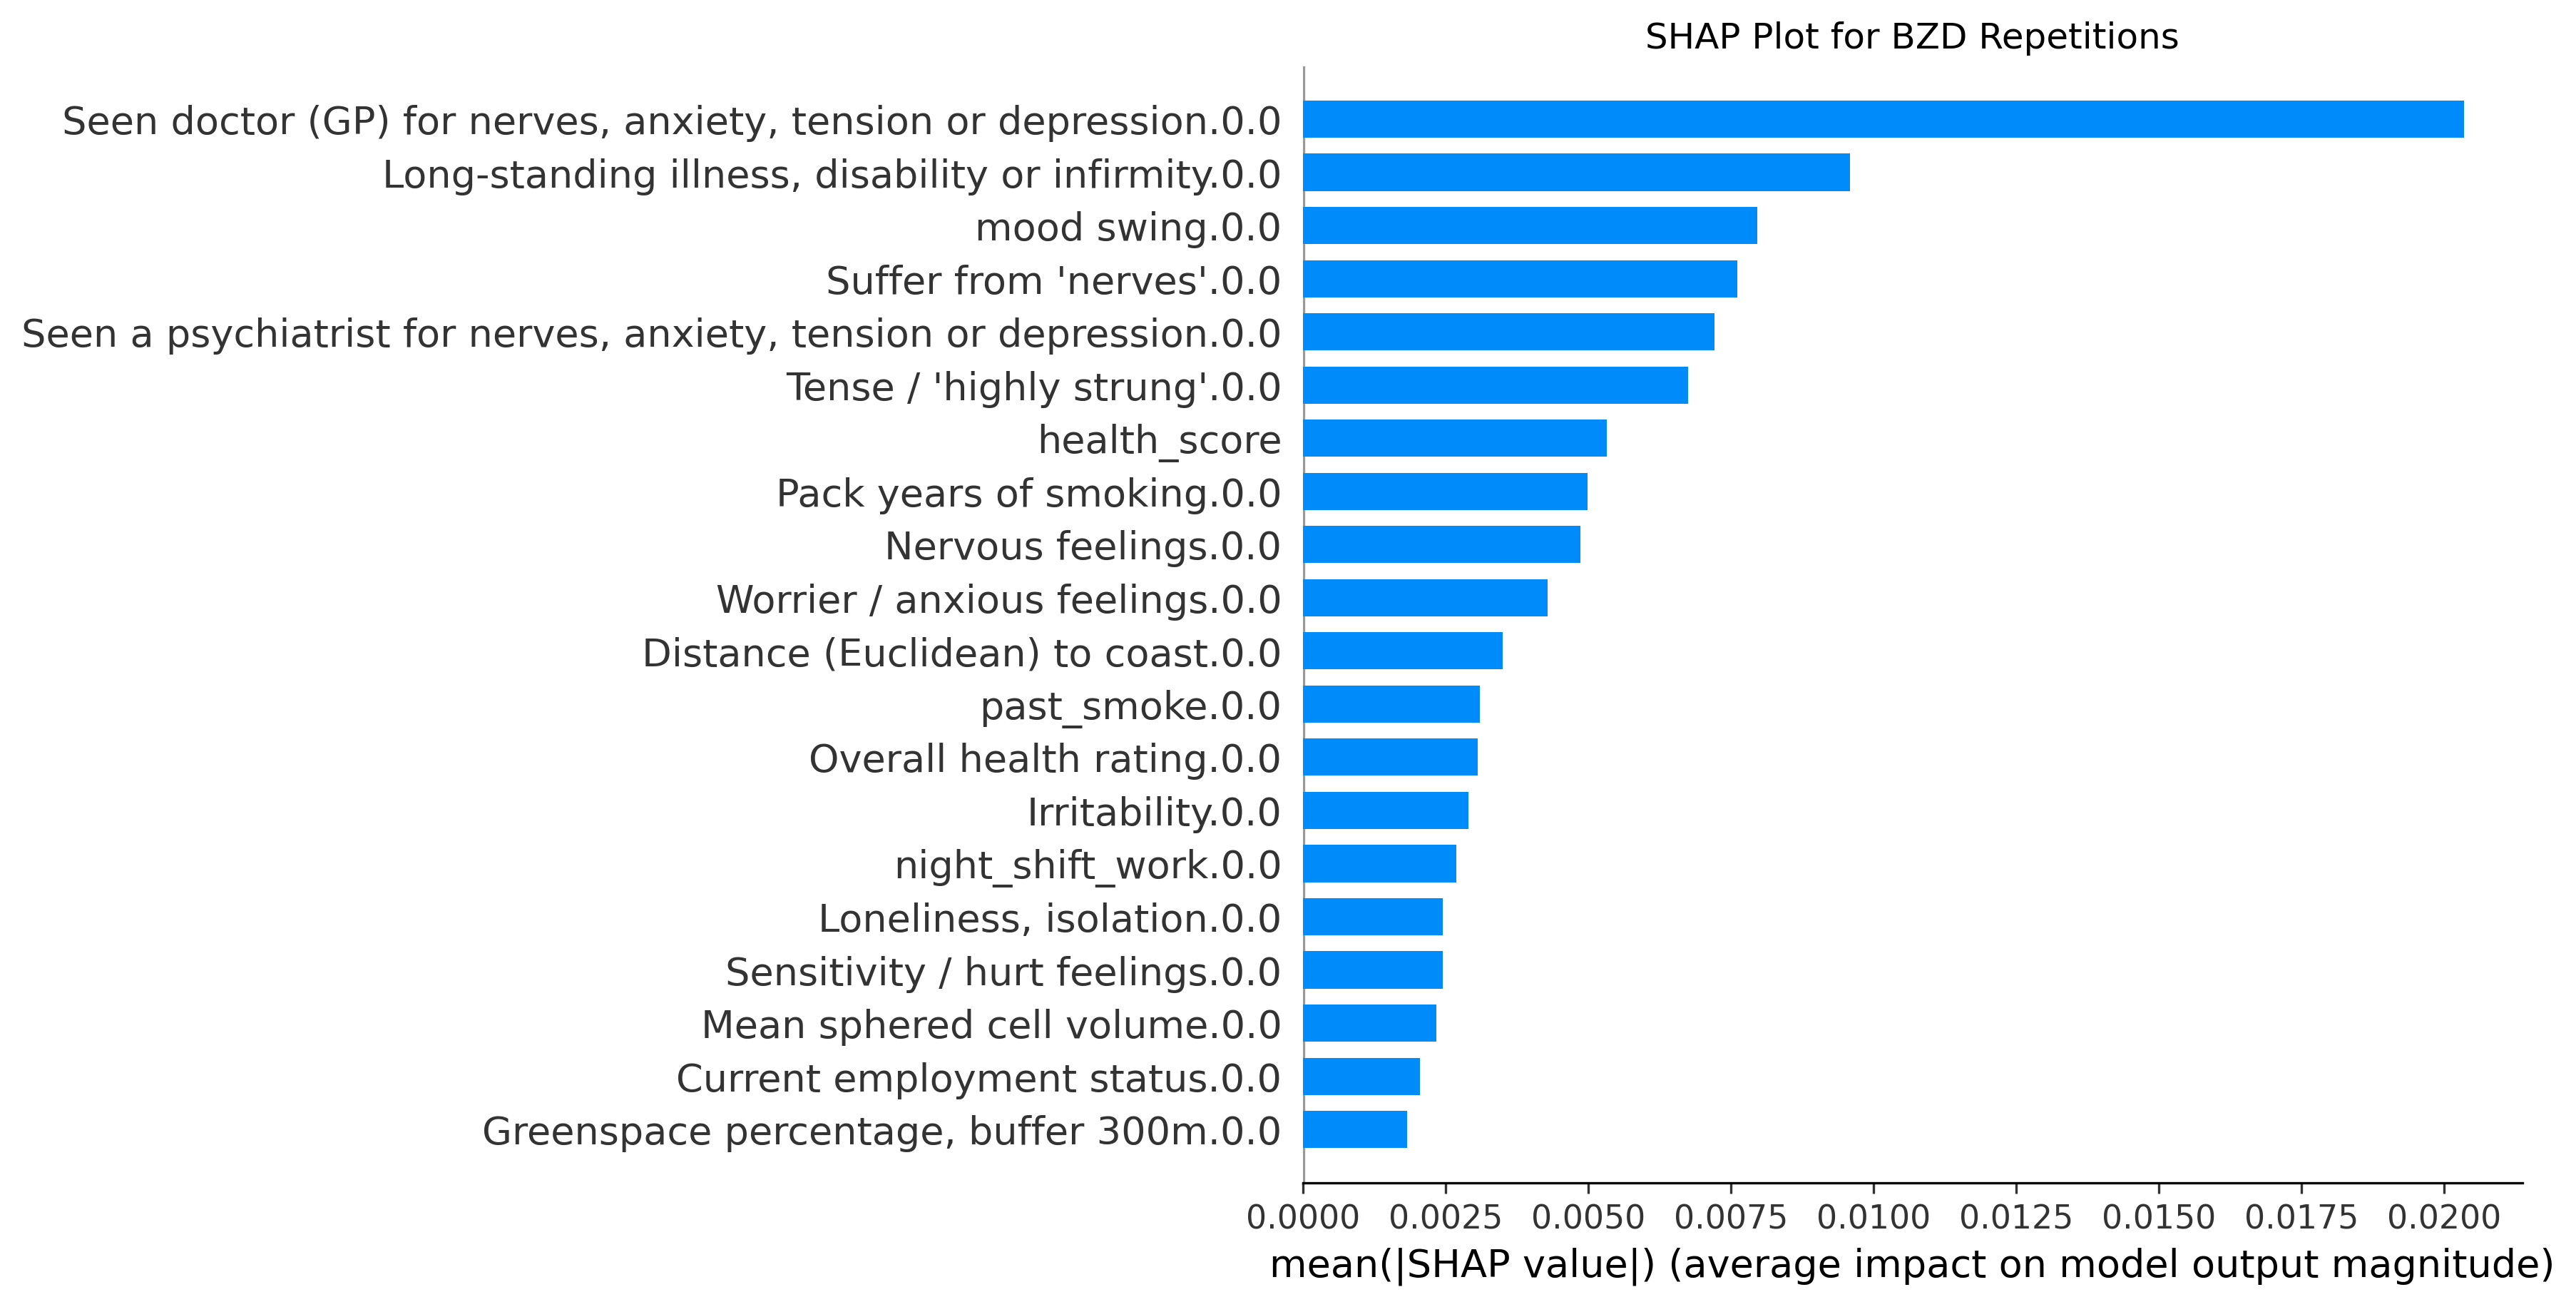 SHAP Plot for BZD Repetitions
Seen doctor (GP) for nerves, anxiety, tension or depression.0.0
Long-standing illness, disability or infirmity.0.0
mood swing.0.0
Suffer from 'nerves'.0.0
Seen a psychiatrist for nerves, anxiety, tension or depression.0.0
Tense / 'highly strung'.0.0
health_score
Pack years of smoking.0.0
Nervous feelings.0.0
Worrier / anxious feelings.0.0
Distance (Euclidean) to coast.0.0
past_smoke.0.0
Overall health rating.0.0
Irritability.0.0
night_shift_work.0.0
Loneliness, isolation.0.0
Sensitivity / hurt feelings.0.0
Mean sphered cell volume.0.0
Current employment status.0.0
Greenspace percentage, buffer 300m.0.0
0.0000 0.0025 0.0050 0.0075 0.0100 0.0125 0.0150 0.0175 0.0200
mean(|SHAP value|) (average impact on model output magnitude)